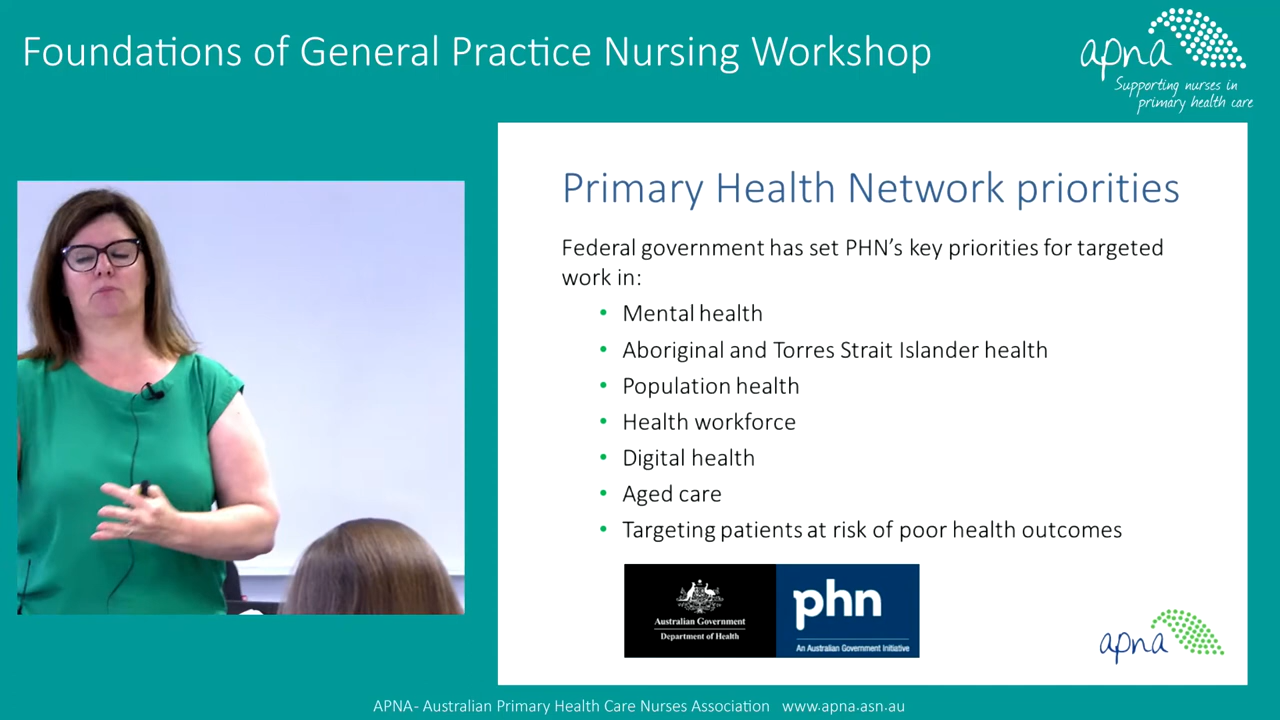 Foundations of General Practice Nursing Workshop
apna
Supporting nurses in
primary health care
Primary Health Network priorities
Federal government has set PHN's key priorities for targeted
work in:
• Mental health
• Aboriginal and Torres Strait Islander health
• Population health
• Health workforce
• Digital health
• Aged care
• Targeting patients at risk of poor health outcomes
Australian Government
Department of Health
phn
An Australian Government Initiative
apna
APNA- Australian Primary Health Care Nurses Association www.apna.asn.au